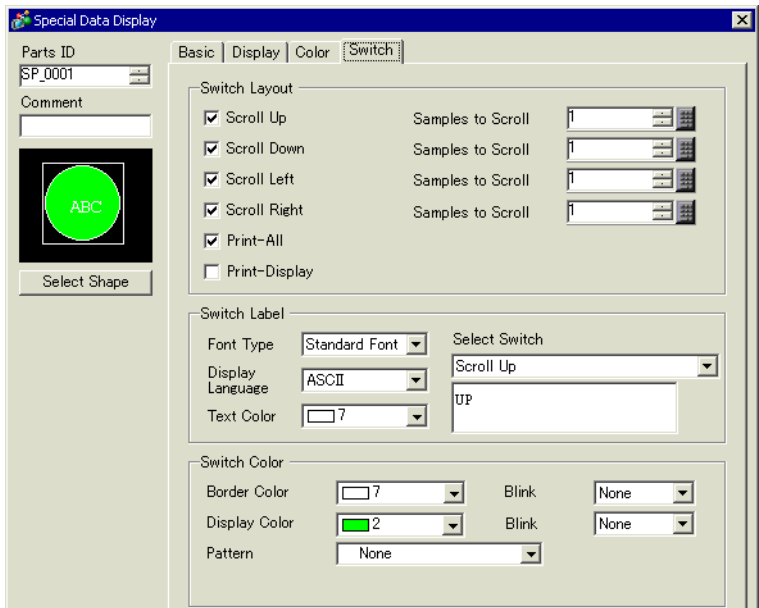 Special Data Display
Parts ID
SP_0001
Comment
ABC
Select Shape
Basic Display Color Switch
Switch Layout
Scroll Up Samples to Scroll 1
Scroll Down Samples to Scroll 1
Scroll Left Samples to Scroll 1
Scroll Right Samples to Scroll 1
Print-All
Print-Display
Switch Label
Font Type Standard Font
Display Language ASCII
Text Color 7
Select Switch
Scroll Up
UP
Switch Color
Border Color 7 Blink None
Display Color 2 Blink None
Pattern None